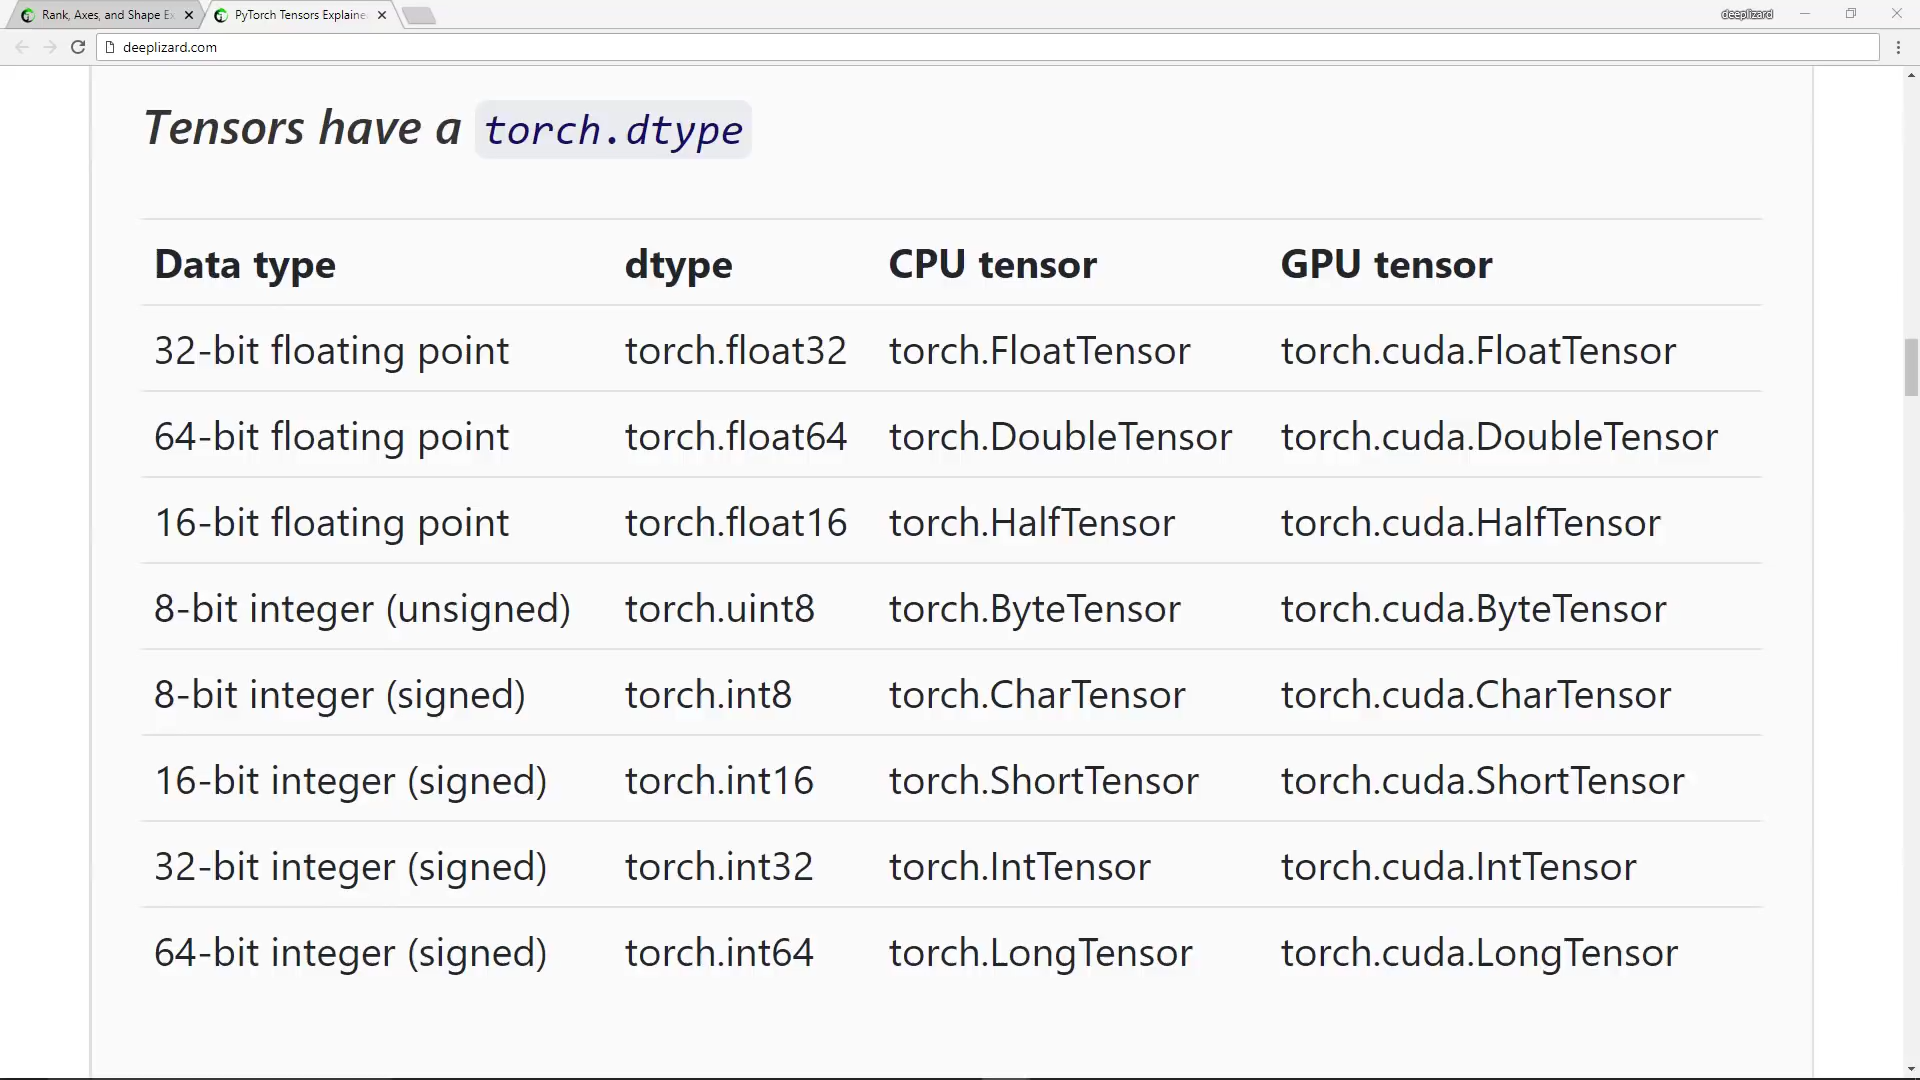 Rank, Axes, and Shape Ex
PyTorch Tensors Explaine
deeplizard
deeplizard.com
Tensors have a torch.dtype
Data type dtype CPU tensor GPU tensor
32-bit floating point torch.float32 torch.FloatTensor torch.cuda.FloatTensor
64-bit floating point torch.float64 torch.DoubleTensor torch.cuda.DoubleTensor
16-bit floating point torch.float16 torch.HalfTensor torch.cuda.HalfTensor
8-bit integer (unsigned) torch.uint8 torch.ByteTensor torch.cuda.ByteTensor
8-bit integer (signed) torch.int8 torch.CharTensor torch.cuda.CharTensor
16-bit integer (signed) torch.int16 torch.ShortTensor torch.cuda.ShortTensor
32-bit integer (signed) torch.int32 torch.IntTensor torch.cuda.IntTensor
64-bit integer (signed) torch.int64 torch.LongTensor torch.cuda.LongTensor